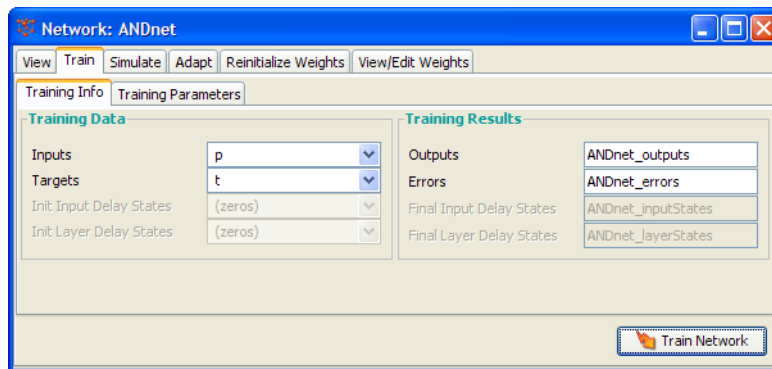 Network: ANDnet
View Train Simulate Adapt Reinitialize Weights View/Edit Weights
Training Info Training Parameters
Training Data
Inputs p
Targets t
Init Input Delay States (zeros)
Init Layer Delay States (zeros)
Training Results
Outputs ANDnet_outputs
Errors ANDnet_errors
Final Input Delay States ANDnet_inputStates
Final Layer Delay States ANDnet_layerStates
Train Network